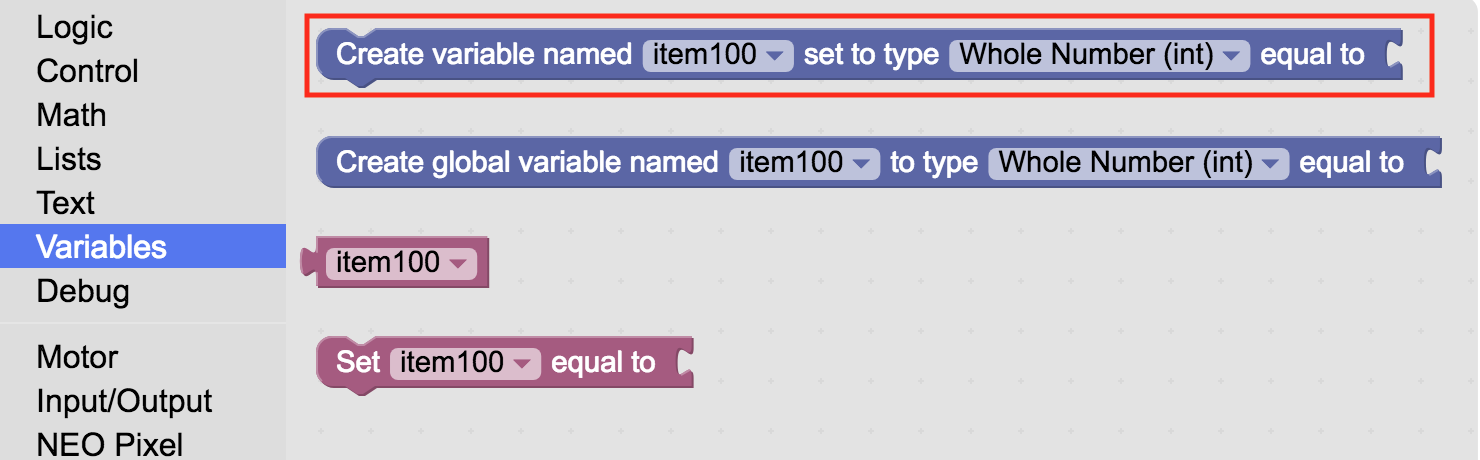 Logic
Control
Math
Lists
Text
Variables
Debug
Motor
Input/Output
NEO Pixel
Create variable named item100 set to type Whole Number (int) equal to
Create global variable named item100 to type Whole Number (int) equal to
item100
Set item100 equal to